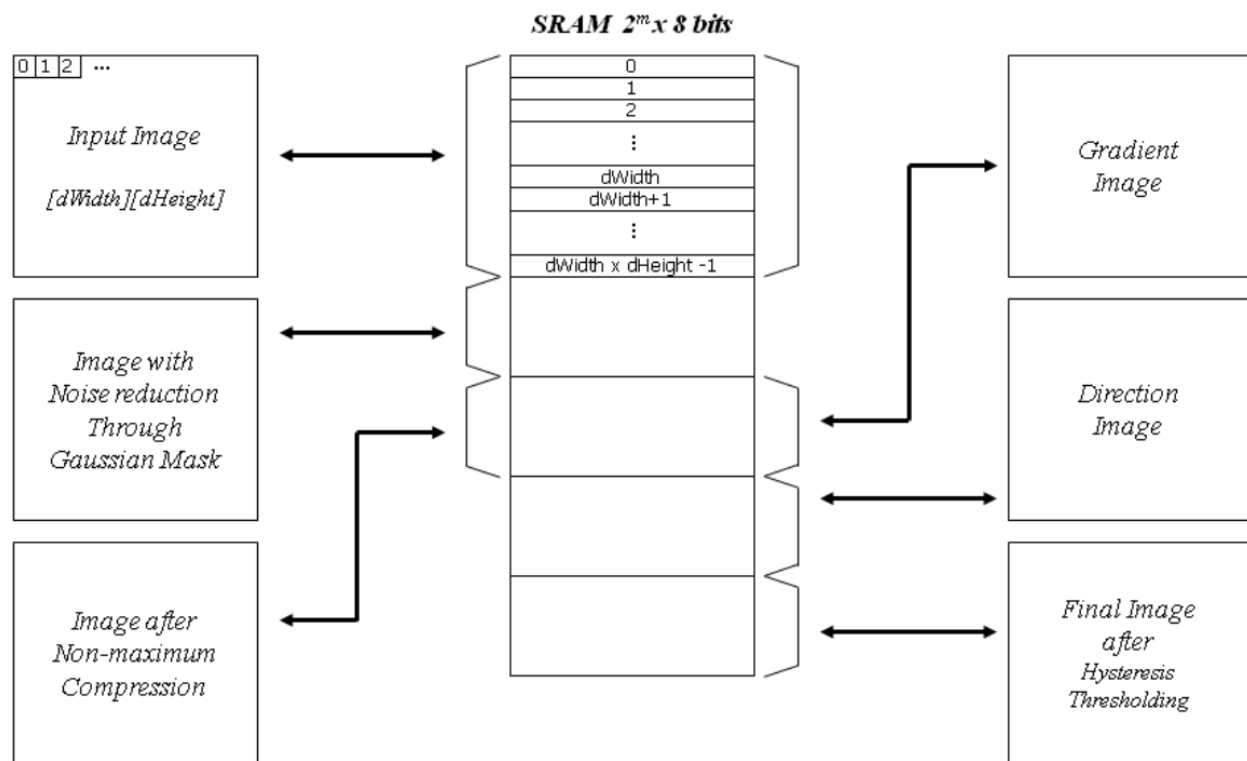 SRAM 2^m x 8 bits
0 1 2 ...
Input Image
[dWidth][dHeight]
Image with
Noise reduction
Through
Gaussian Mask
Image after
Non-maximum
Compression
0
1
2
⋮
dWidth
dWidth+1
⋮
dWidth x dHeight -1
Gradient
Image
Direction
Image
Final Image
after
Hysteresis
Thresholding